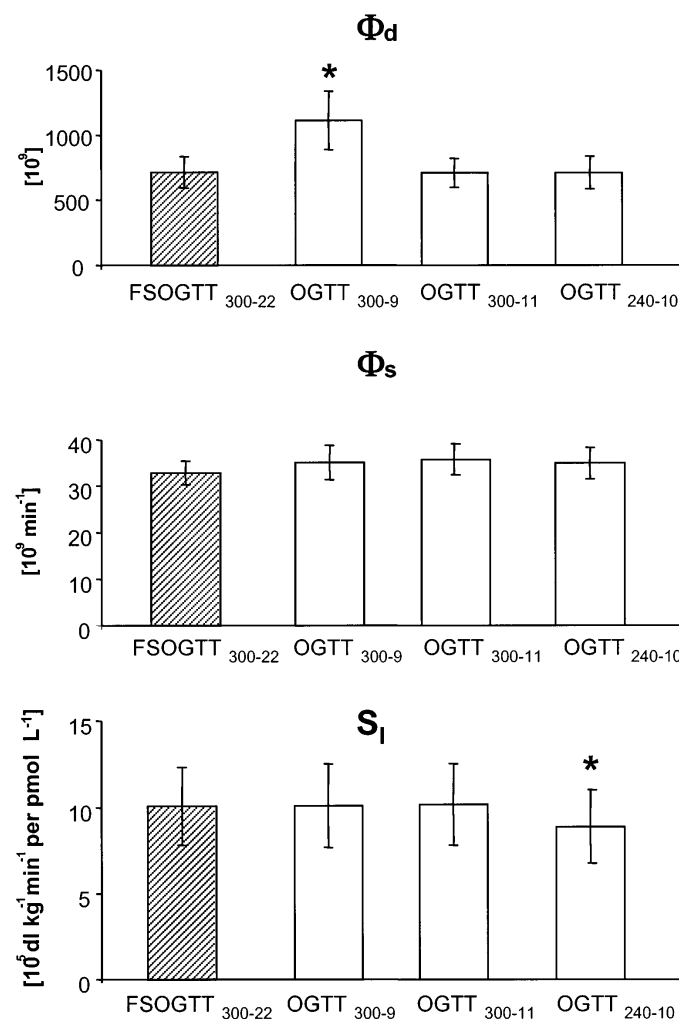 Φd
*
1500
1000
500
0
[10⁹]
FSOGTT 300-22 OGTT 300-9 OGTT 300-11 OGTT 240-10
Φs
40
30
20
10
0
[10⁹ min⁻¹]
FSOGTT 300-22 OGTT 300-9 OGTT 300-11 OGTT 240-10
SI
*
15
10
5
0
[10⁵ dl kg⁻¹ min⁻¹ per pmol L⁻¹]
FSOGTT 300-22 OGTT 300-9 OGTT 300-11 OGTT 240-10